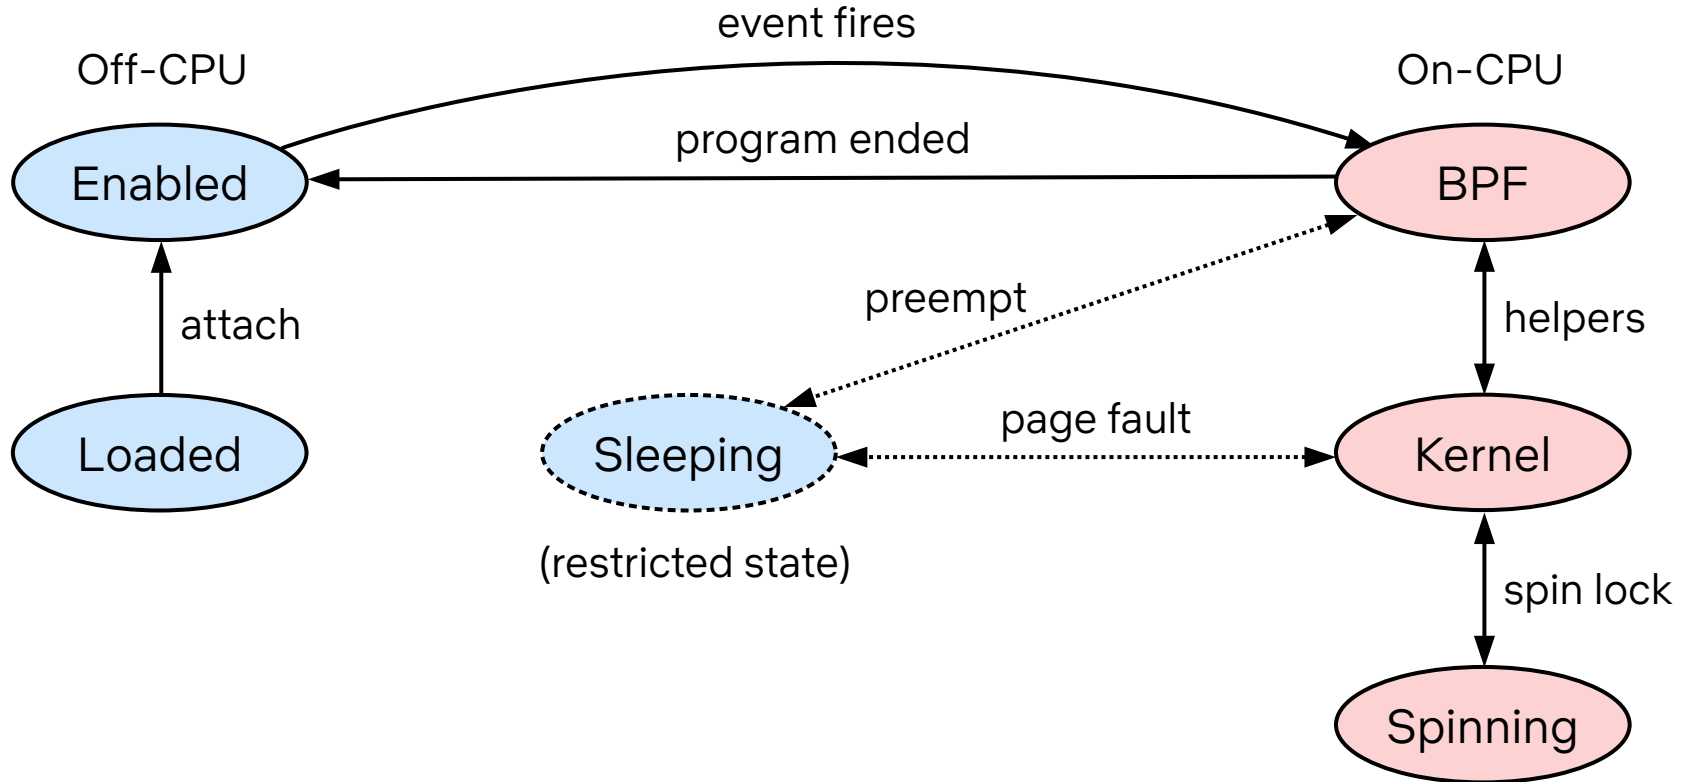 event fires
Off-CPU
On-CPU
program ended
Enabled
BPF
preempt
attach
helpers
page fault
Loaded
Sleeping
Kernel
(restricted state)
spin lock
Spinning